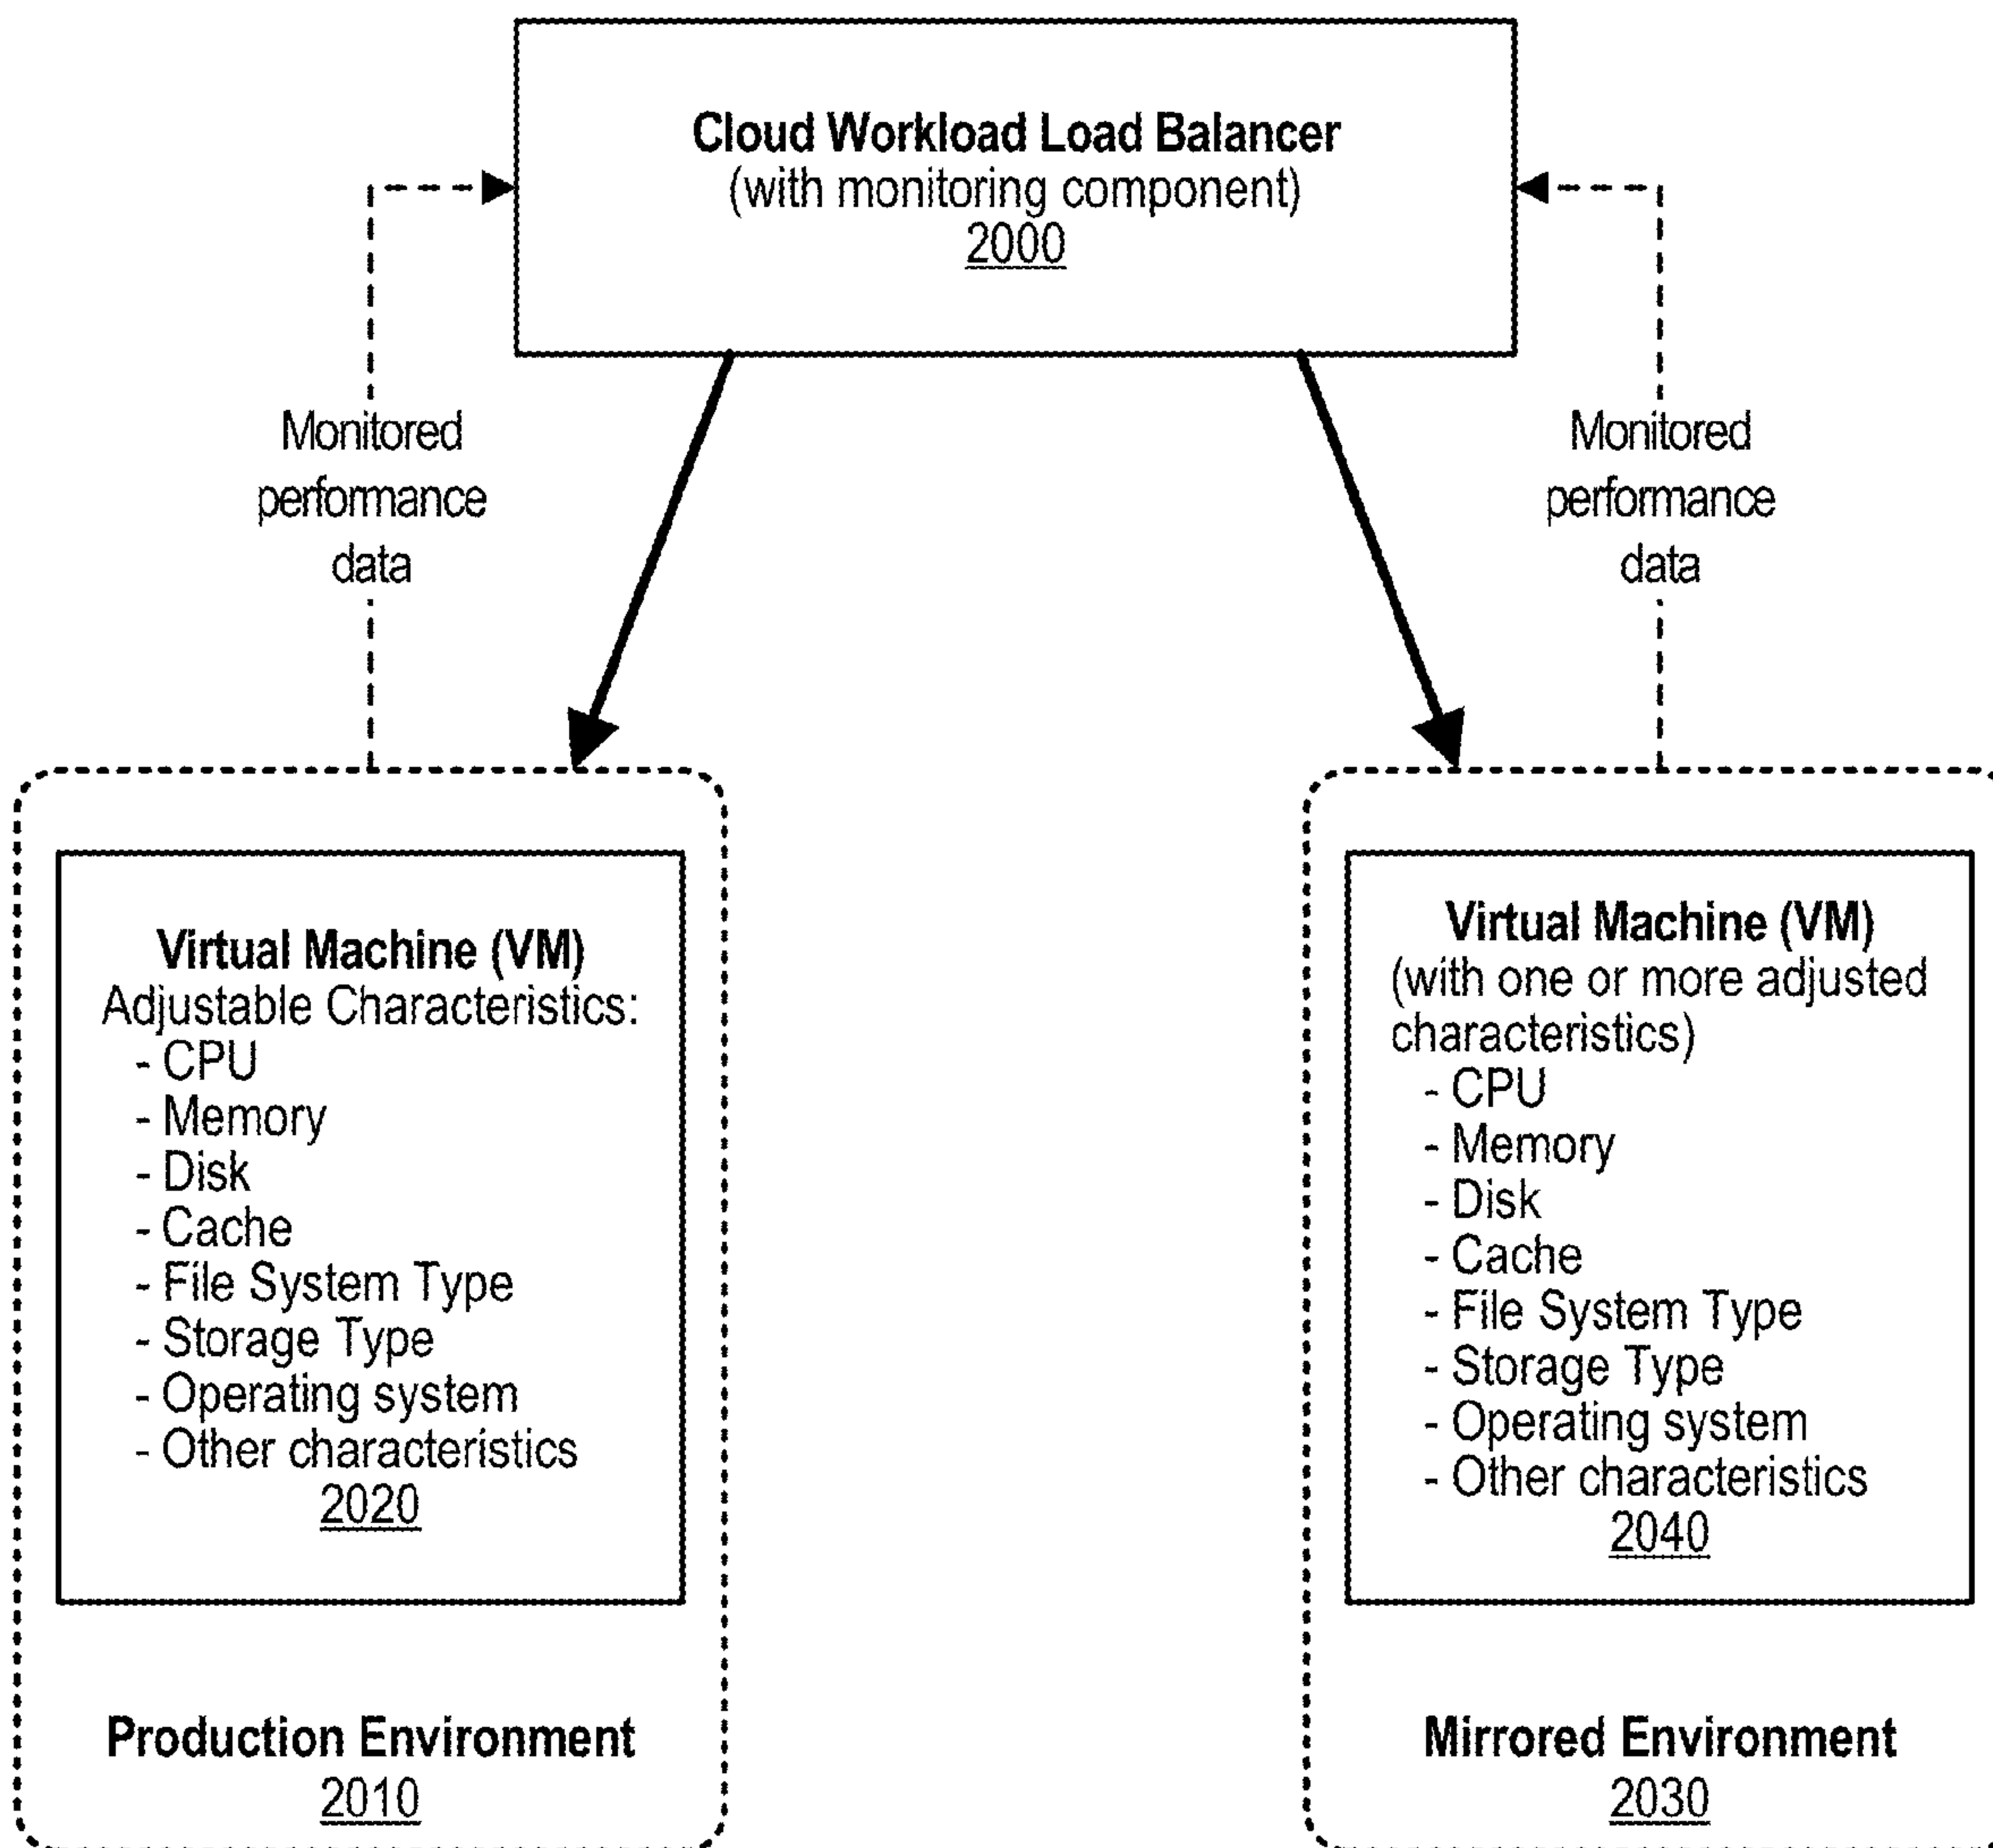 Cloud Workload Load Balancer
(with monitoring component)
2000
Monitored
performance
data
Monitored
performance
data
Virtual Machine (VM)
Adjustable Characteristics:
- CPU
- Memory
- Disk
- Cache
- File System Type
- Storage Type
- Operating system
- Other characteristics
2020
Production Environment
2010
Virtual Machine (VM)
(with one or more adjusted
characteristics)
- CPU
- Memory
- Disk
- Cache
- File System Type
- Storage Type
- Operating system
- Other characteristics
2040
Mirrored Environment
2030